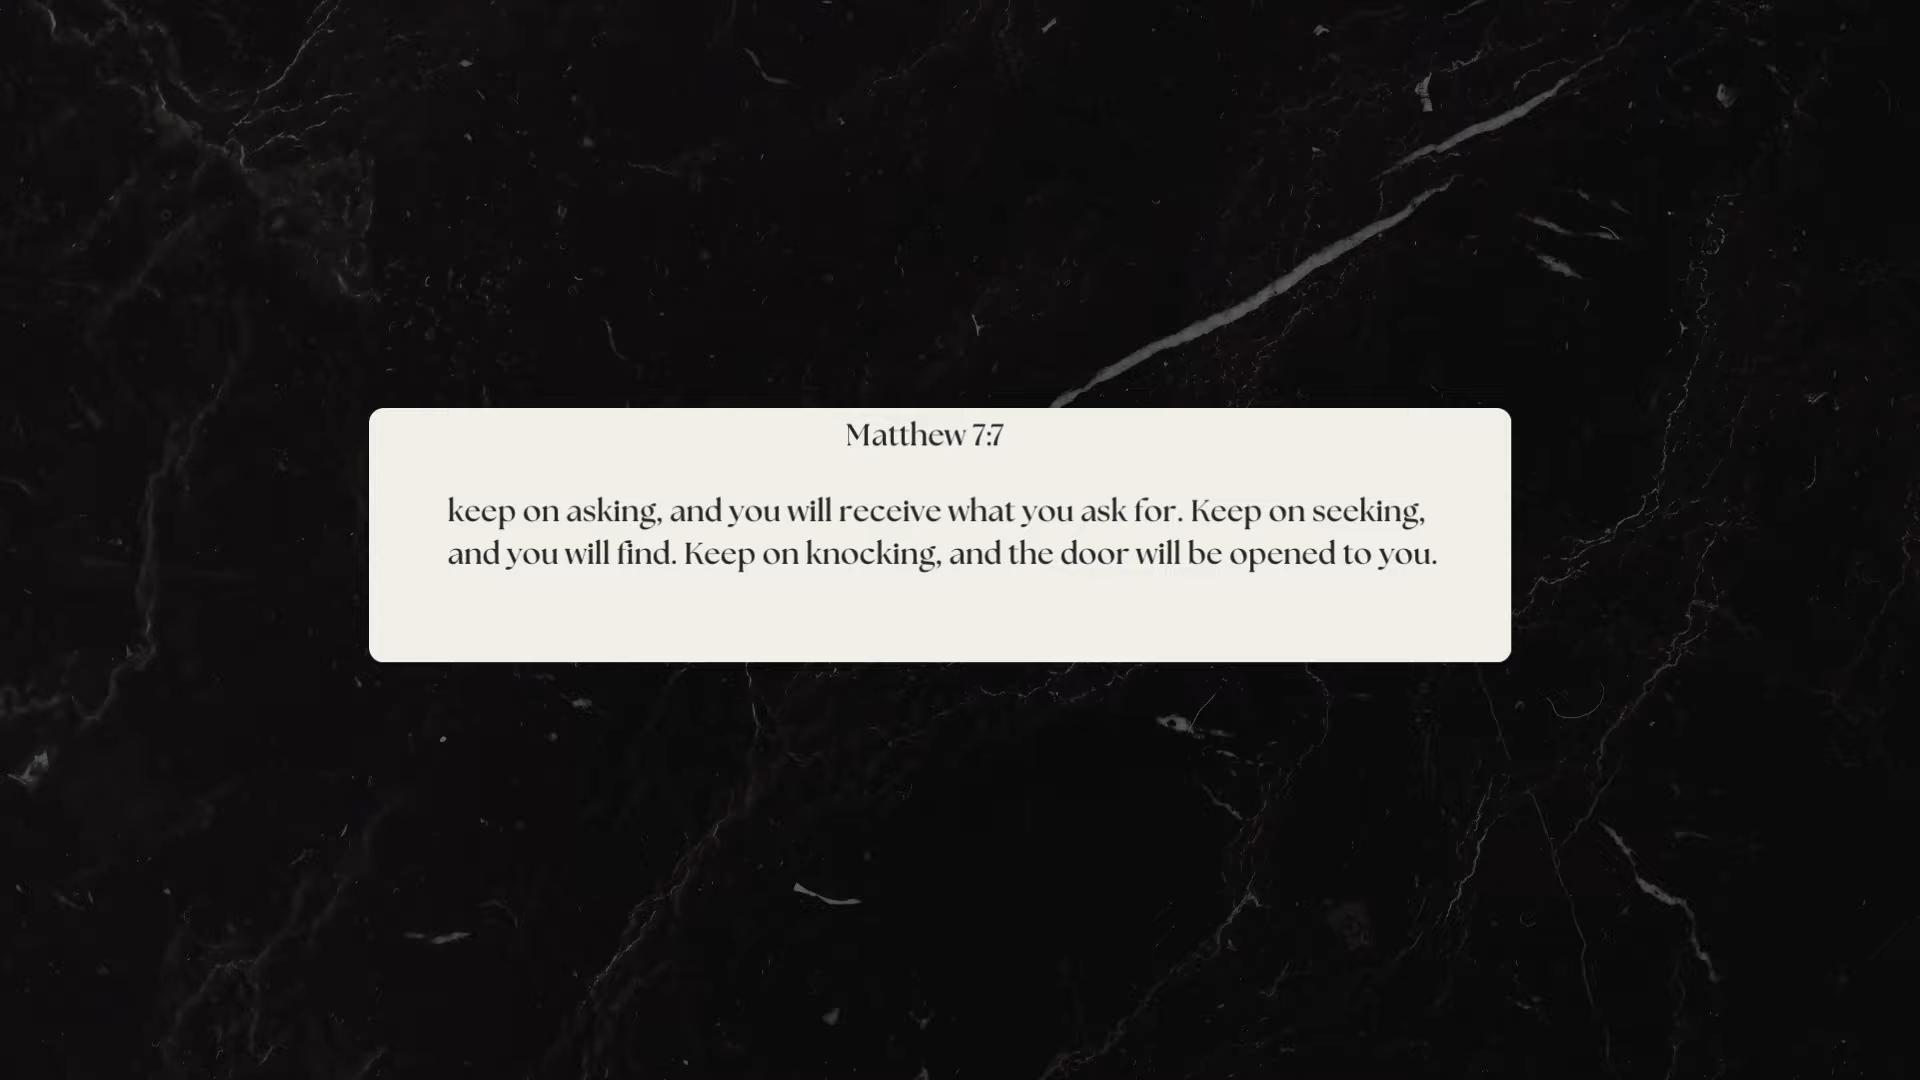 Matthew 7:7
keep on asking, and you will receive what you ask for. Keep on seeking,
and you will find. Keep on knocking, and the door will be opened to you.